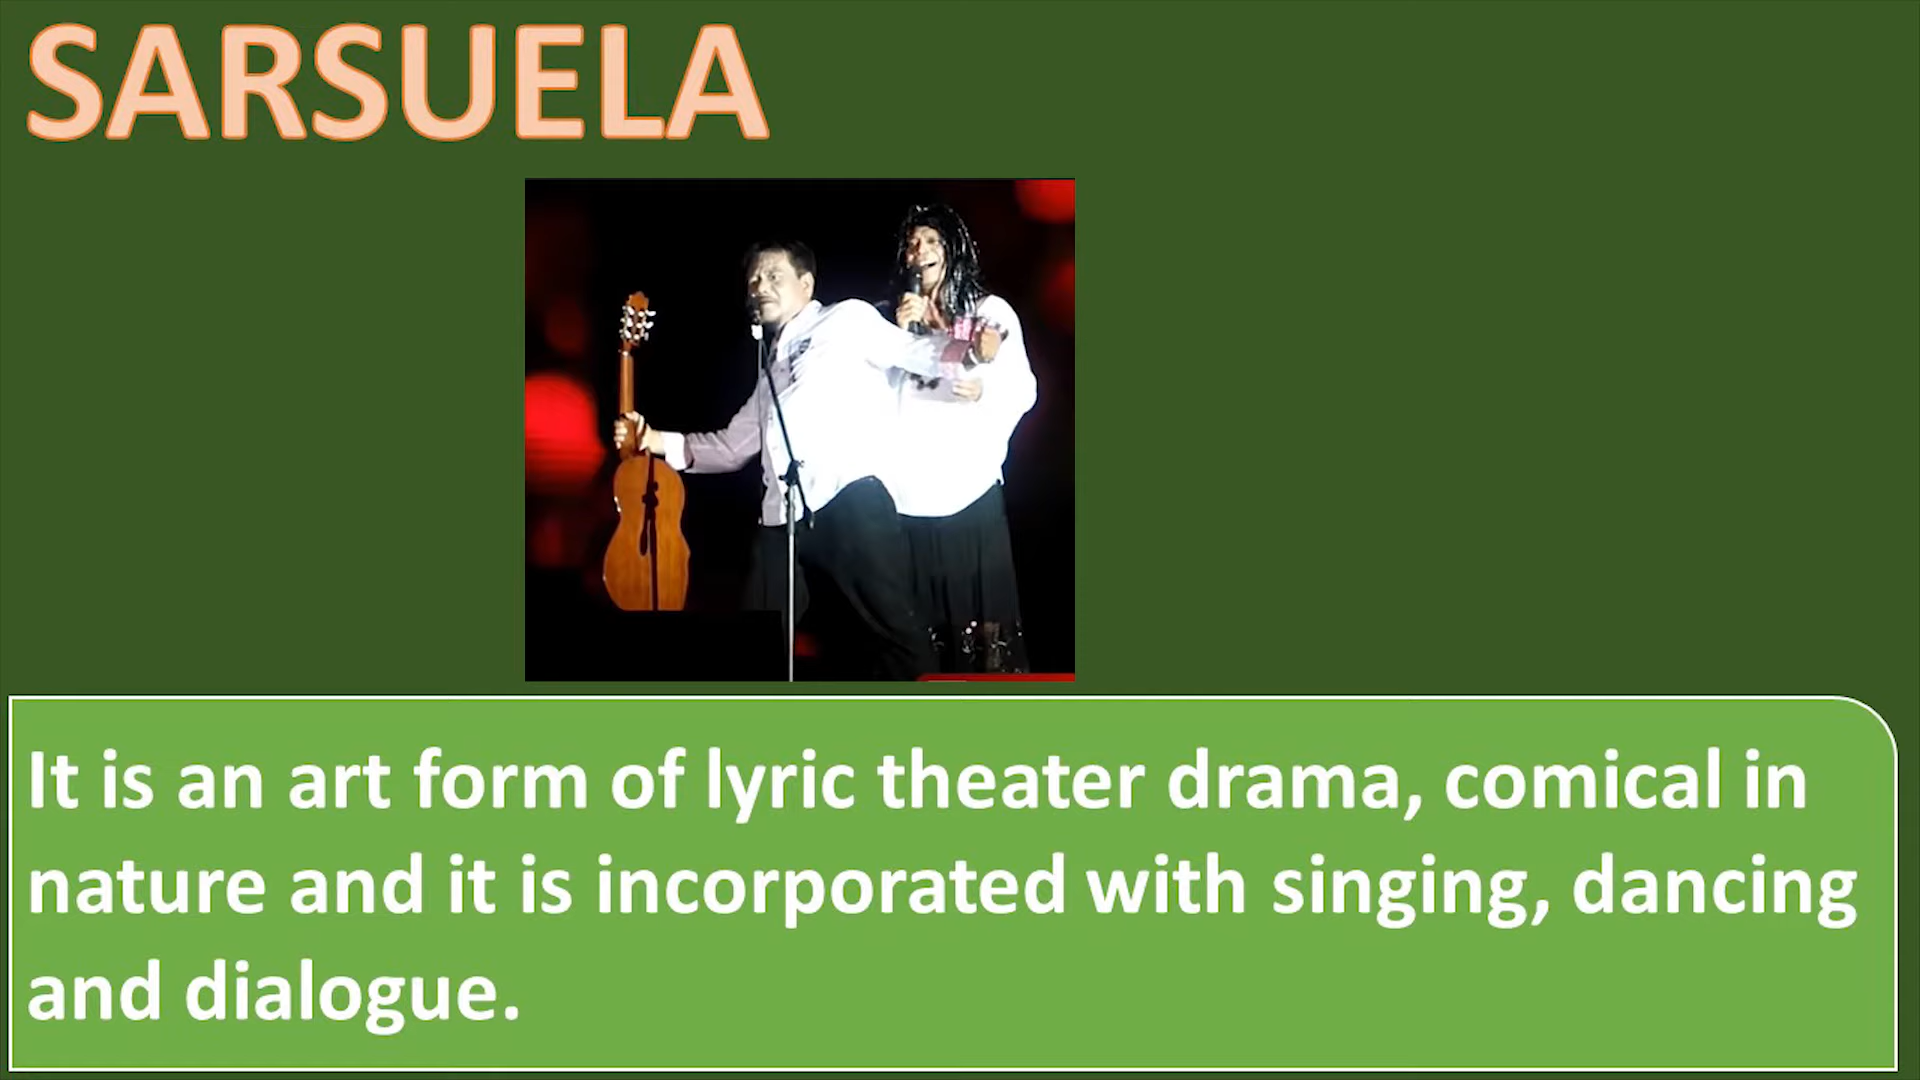 SARSUELA
It is an art form of lyric theater drama, comical in
nature and it is incorporated with singing, dancing
and dialogue.